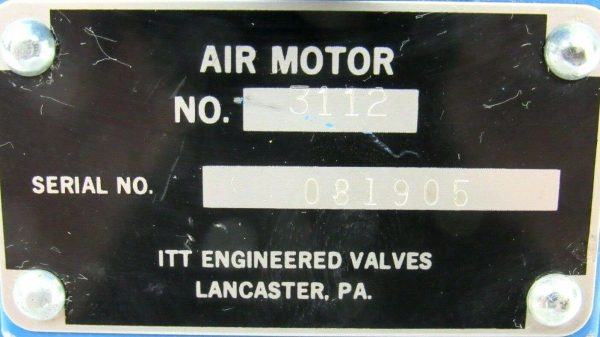 AIR MOTOR
NO. 3112
SERIAL NO. 081905
ITT ENGINEERED VALVES
LANCASTER, PA.